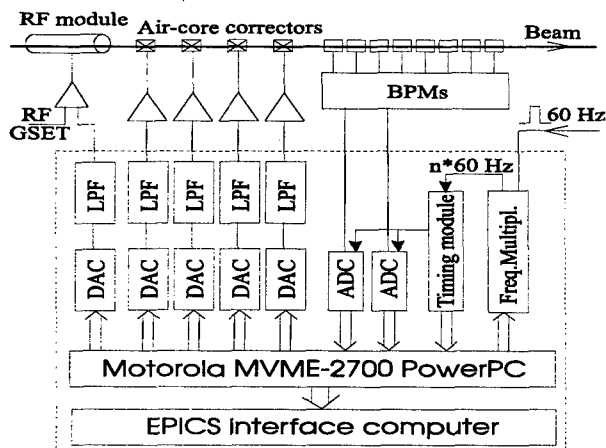 RF module
Air-core correctors
Beam
BPMs
RF
GSET
60 Hz
n*60 Hz
LPF
LPF
LPF
LPF
LPF
DAC
DAC
DAC
DAC
DAC
ADC
ADC
Timing module
Freq.Multipl.
Motorola MVME-2700 PowerPC
EPICS interface computer